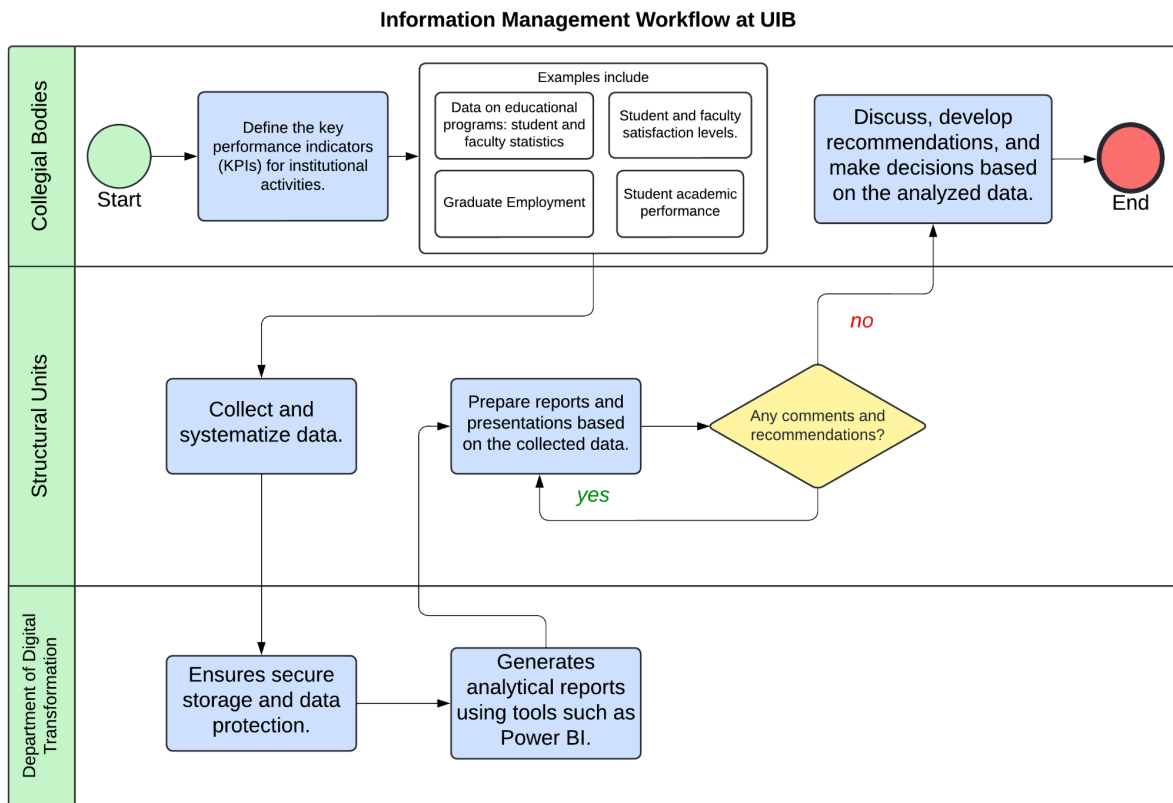 Information Management Workflow at UIB
Collegial Bodies
Start
Define the key
performance indicators
(KPIs) for institutional
activities.
Examples include
Data on educational
programs: student and
faculty statistics
Student and faculty
satisfaction levels.
Graduate Employment
Student academic
performance
Discuss, develop
recommendations, and
make decisions based
on the analyzed data.
End
Structural Units
Collect and
systematize data.
Prepare reports and
presentations based
on the collected data.
Any comments and
recommendations?
no
yes
Department of Digital
Transformation
Ensures secure
storage and data
protection.
Generates
analytical reports
using tools such as
Power BI.